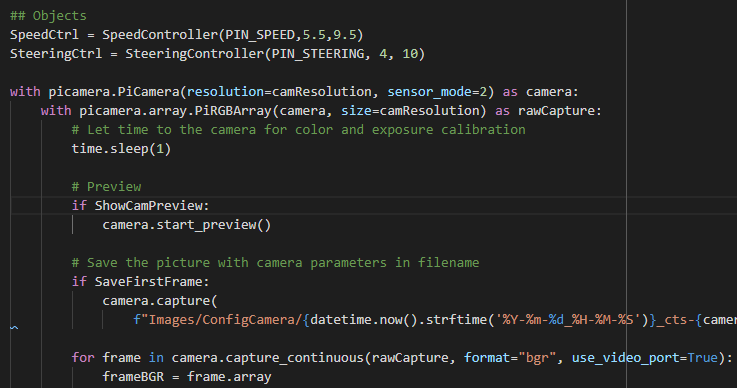 ## Objects
SpeedCtrl = SpeedController(PIN_SPEED,5.5,9.5)
SteeringCtrl = SteeringController(PIN_STEERING, 4, 10)
with picamera.PiCamera(resolution=camResolution, sensor_mode=2) as camera:
with picamera.array.PiRGBArray(camera, size=camResolution) as rawCapture:
# Let time to the camera for color and exposure calibration
time.sleep(1)
# Preview
if ShowCamPreview:
camera.start_preview()
# Save the picture with camera parameters in filename
if SaveFirstFrame:
camera.capture(
f"Images/ConfigCamera/{datetime.now().strftime('%Y-%m-%d_%H-%M-%S')}_cts-{camer
for frame in camera.capture_continuous(rawCapture, format="bgr", use_video_port=True):
frameBGR = frame.array